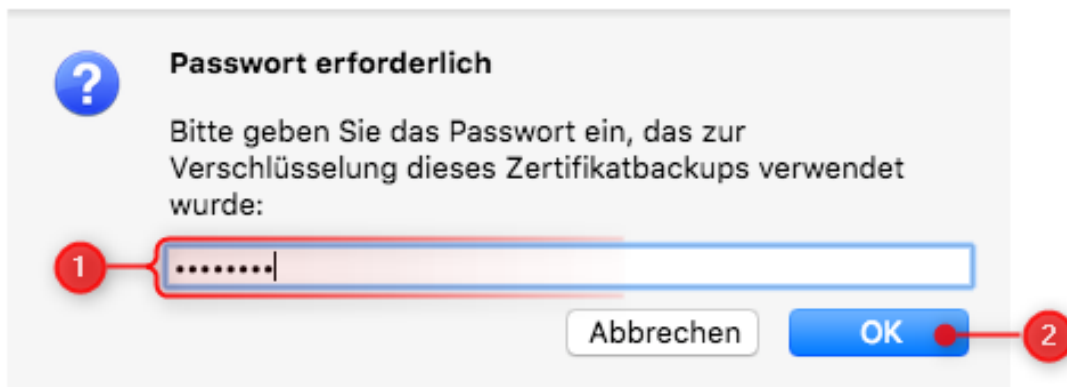 ?
Passwort erforderlich
Bitte geben Sie das Passwort ein, das zur
Verschlüsselung dieses Zertifikatbackups verwendet
wurde:
1 ••••••••
Abbrechen OK 2